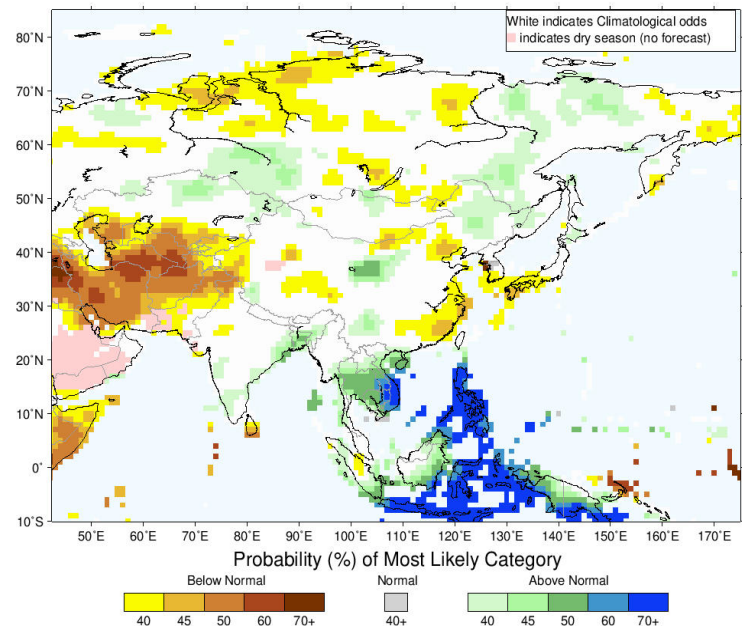 White indicates Climatological odds
indicates dry season (no forecast)
80˚N
70˚N
60˚N
50˚N
40˚N
30˚N
20˚N
10˚N
0˚
10˚S
50˚E 60˚E 70˚E 80˚E 90˚E 100˚E 110˚E 120˚E 130˚E 140˚E 150˚E 160˚E 170˚E
Probability (%) of Most Likely Category
Below Normal Normal Above Normal
40 45 50 60 70+ 40+ 40 45 50 60 70+